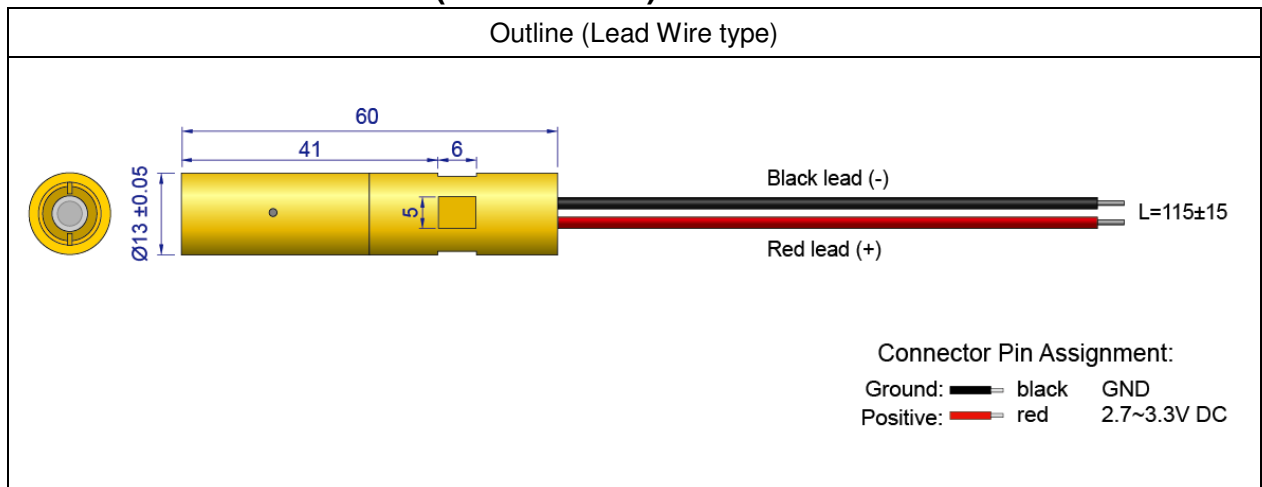 Outline (Lead Wire type)
60
41
6
Ø13 ±0.05
5
Black lead (-)
L=115±15
Red lead (+)
Connector Pin Assignment:
Ground: black GND
Positive: red 2.7~3.3V DC